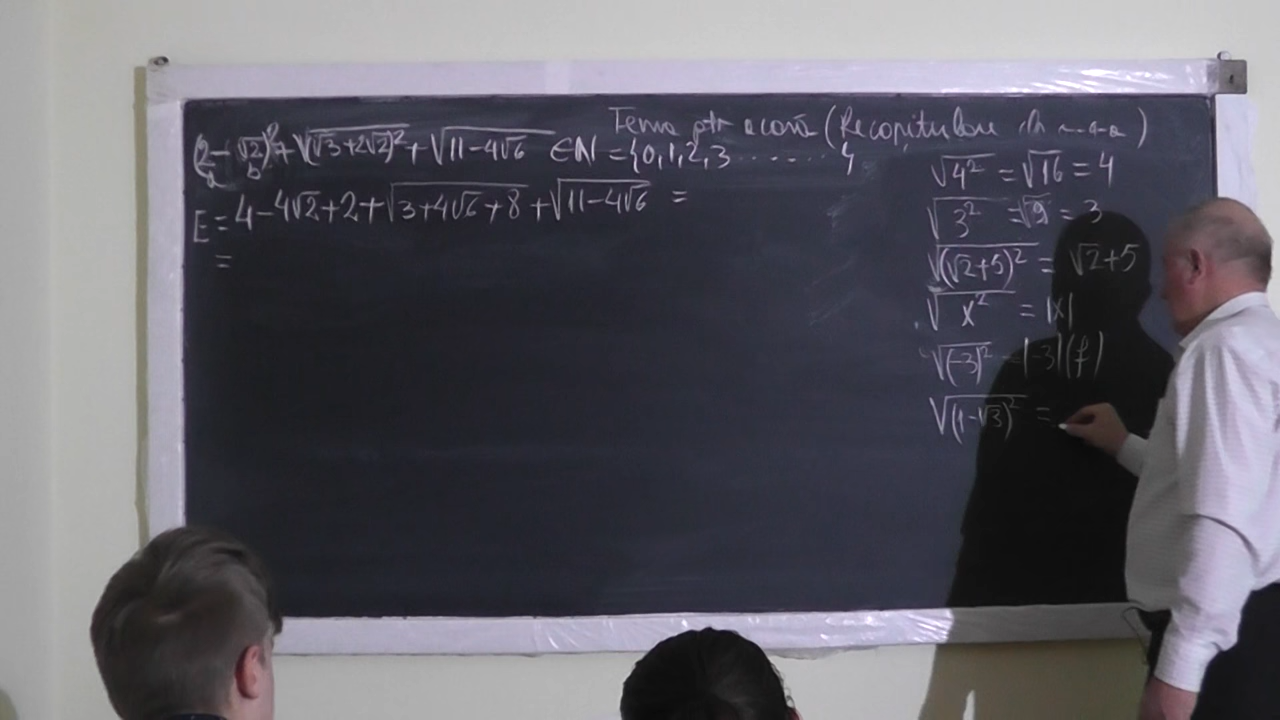 Tema ptr acasă (Recapitulare
(2-√2)²+√(√3+2√2)²+√11-4√6 ∈N={0,1,2,3.......}
a b
E=4-4√2+2+√3+4√6+8+√11-4√6 =
=
√4² =√16=4
√3² =√9=3
√(√2+5)² = √2+5
√x² = |x|
√(-3)² = |-3|(f)
√(1-√3)² =